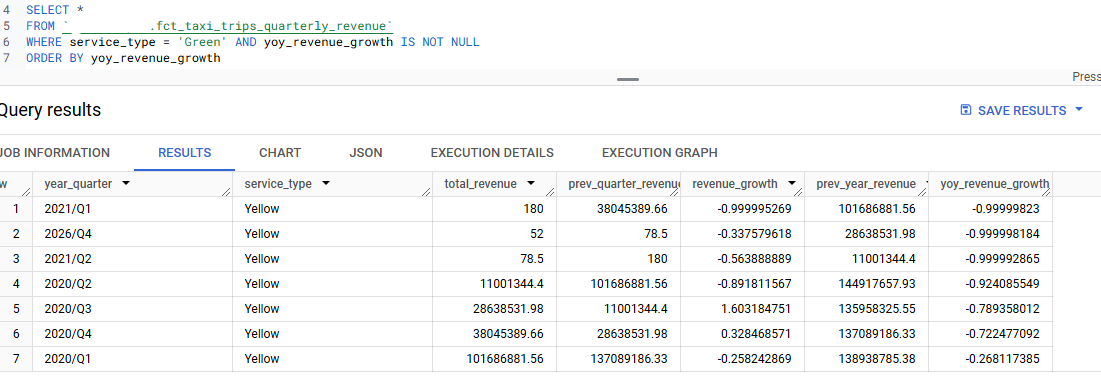 4 SELECT *
5 FROM ` .fct_taxi_trips_quarterly_revenue`
6 WHERE service_type = 'Green' AND yoy_revenue_growth IS NOT NULL
7 ORDER BY yoy_revenue_growth
Press
Query results
SAVE RESULTS
JOB INFORMATION RESULTS CHART JSON EXECUTION DETAILS EXECUTION GRAPH
w year_quarter service_type total_revenue prev_quarter_revenue revenue_growth prev_year_revenue yoy_revenue_growth
1 2021/Q1 Yellow 180 38045389.66 -0.999995269 101686881.56 -0.99999823
2 2026/Q4 Yellow 52 78.5 -0.337579618 28638531.98 -0.999998184
3 2021/Q2 Yellow 78.5 180 -0.563888889 11001344.4 -0.999992865
4 2020/Q2 Yellow 11001344.4 101686881.56 -0.891811567 144917657.93 -0.924085549
5 2020/Q3 Yellow 28638531.98 11001344.4 1.603184751 135958325.55 -0.789358012
6 2020/Q4 Yellow 38045389.66 28638531.98 0.328468571 137089186.33 -0.722477092
7 2020/Q1 Yellow 101686881.56 137089186.33 -0.258242869 138938785.38 -0.268117385